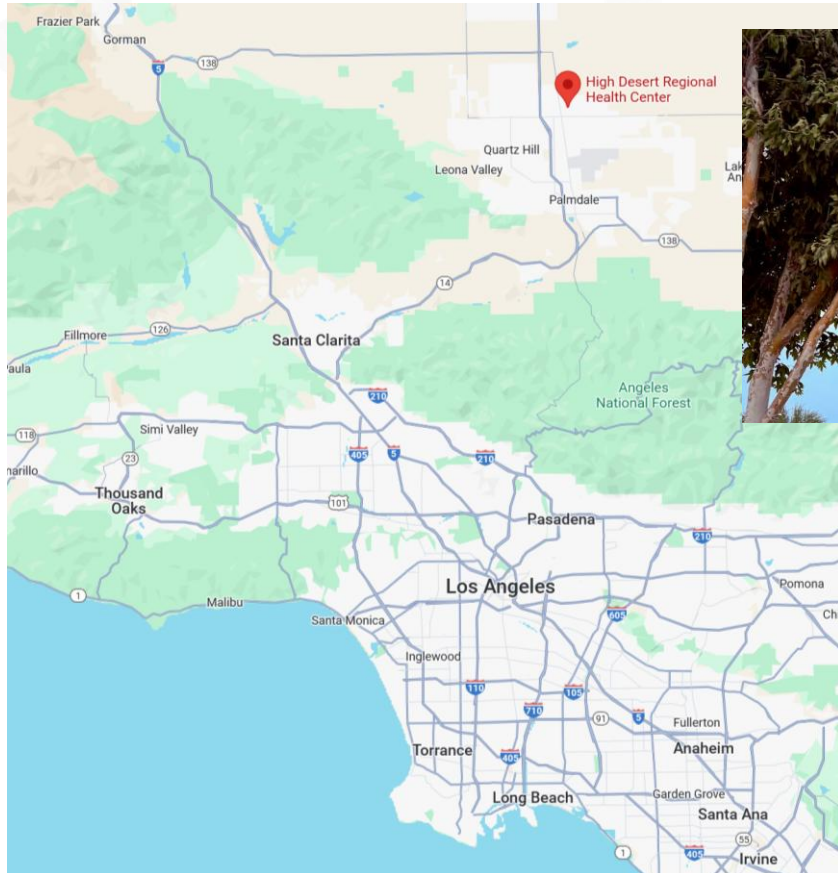 Frazier Park
Gorman
5
138
High Desert Regional
Health Center
Quartz Hill
Leona Valley
Lak
An
Palmdale
138
14
126
Fillmore
Santa Clarita
aula
210
Angeles
National Forest
118
Simi Valley
405
5
210
23
narillo
Thousand
Oaks
101
Pasadena
210
Los Angeles
Pomona
1
Malibu
Santa Monica
605
Chi
Inglewood
110
105
710
91
5
Fullerton
Torrance
Anaheim
405
Long Beach
Garden Grove
Santa Ana
55
1
405
Irvine